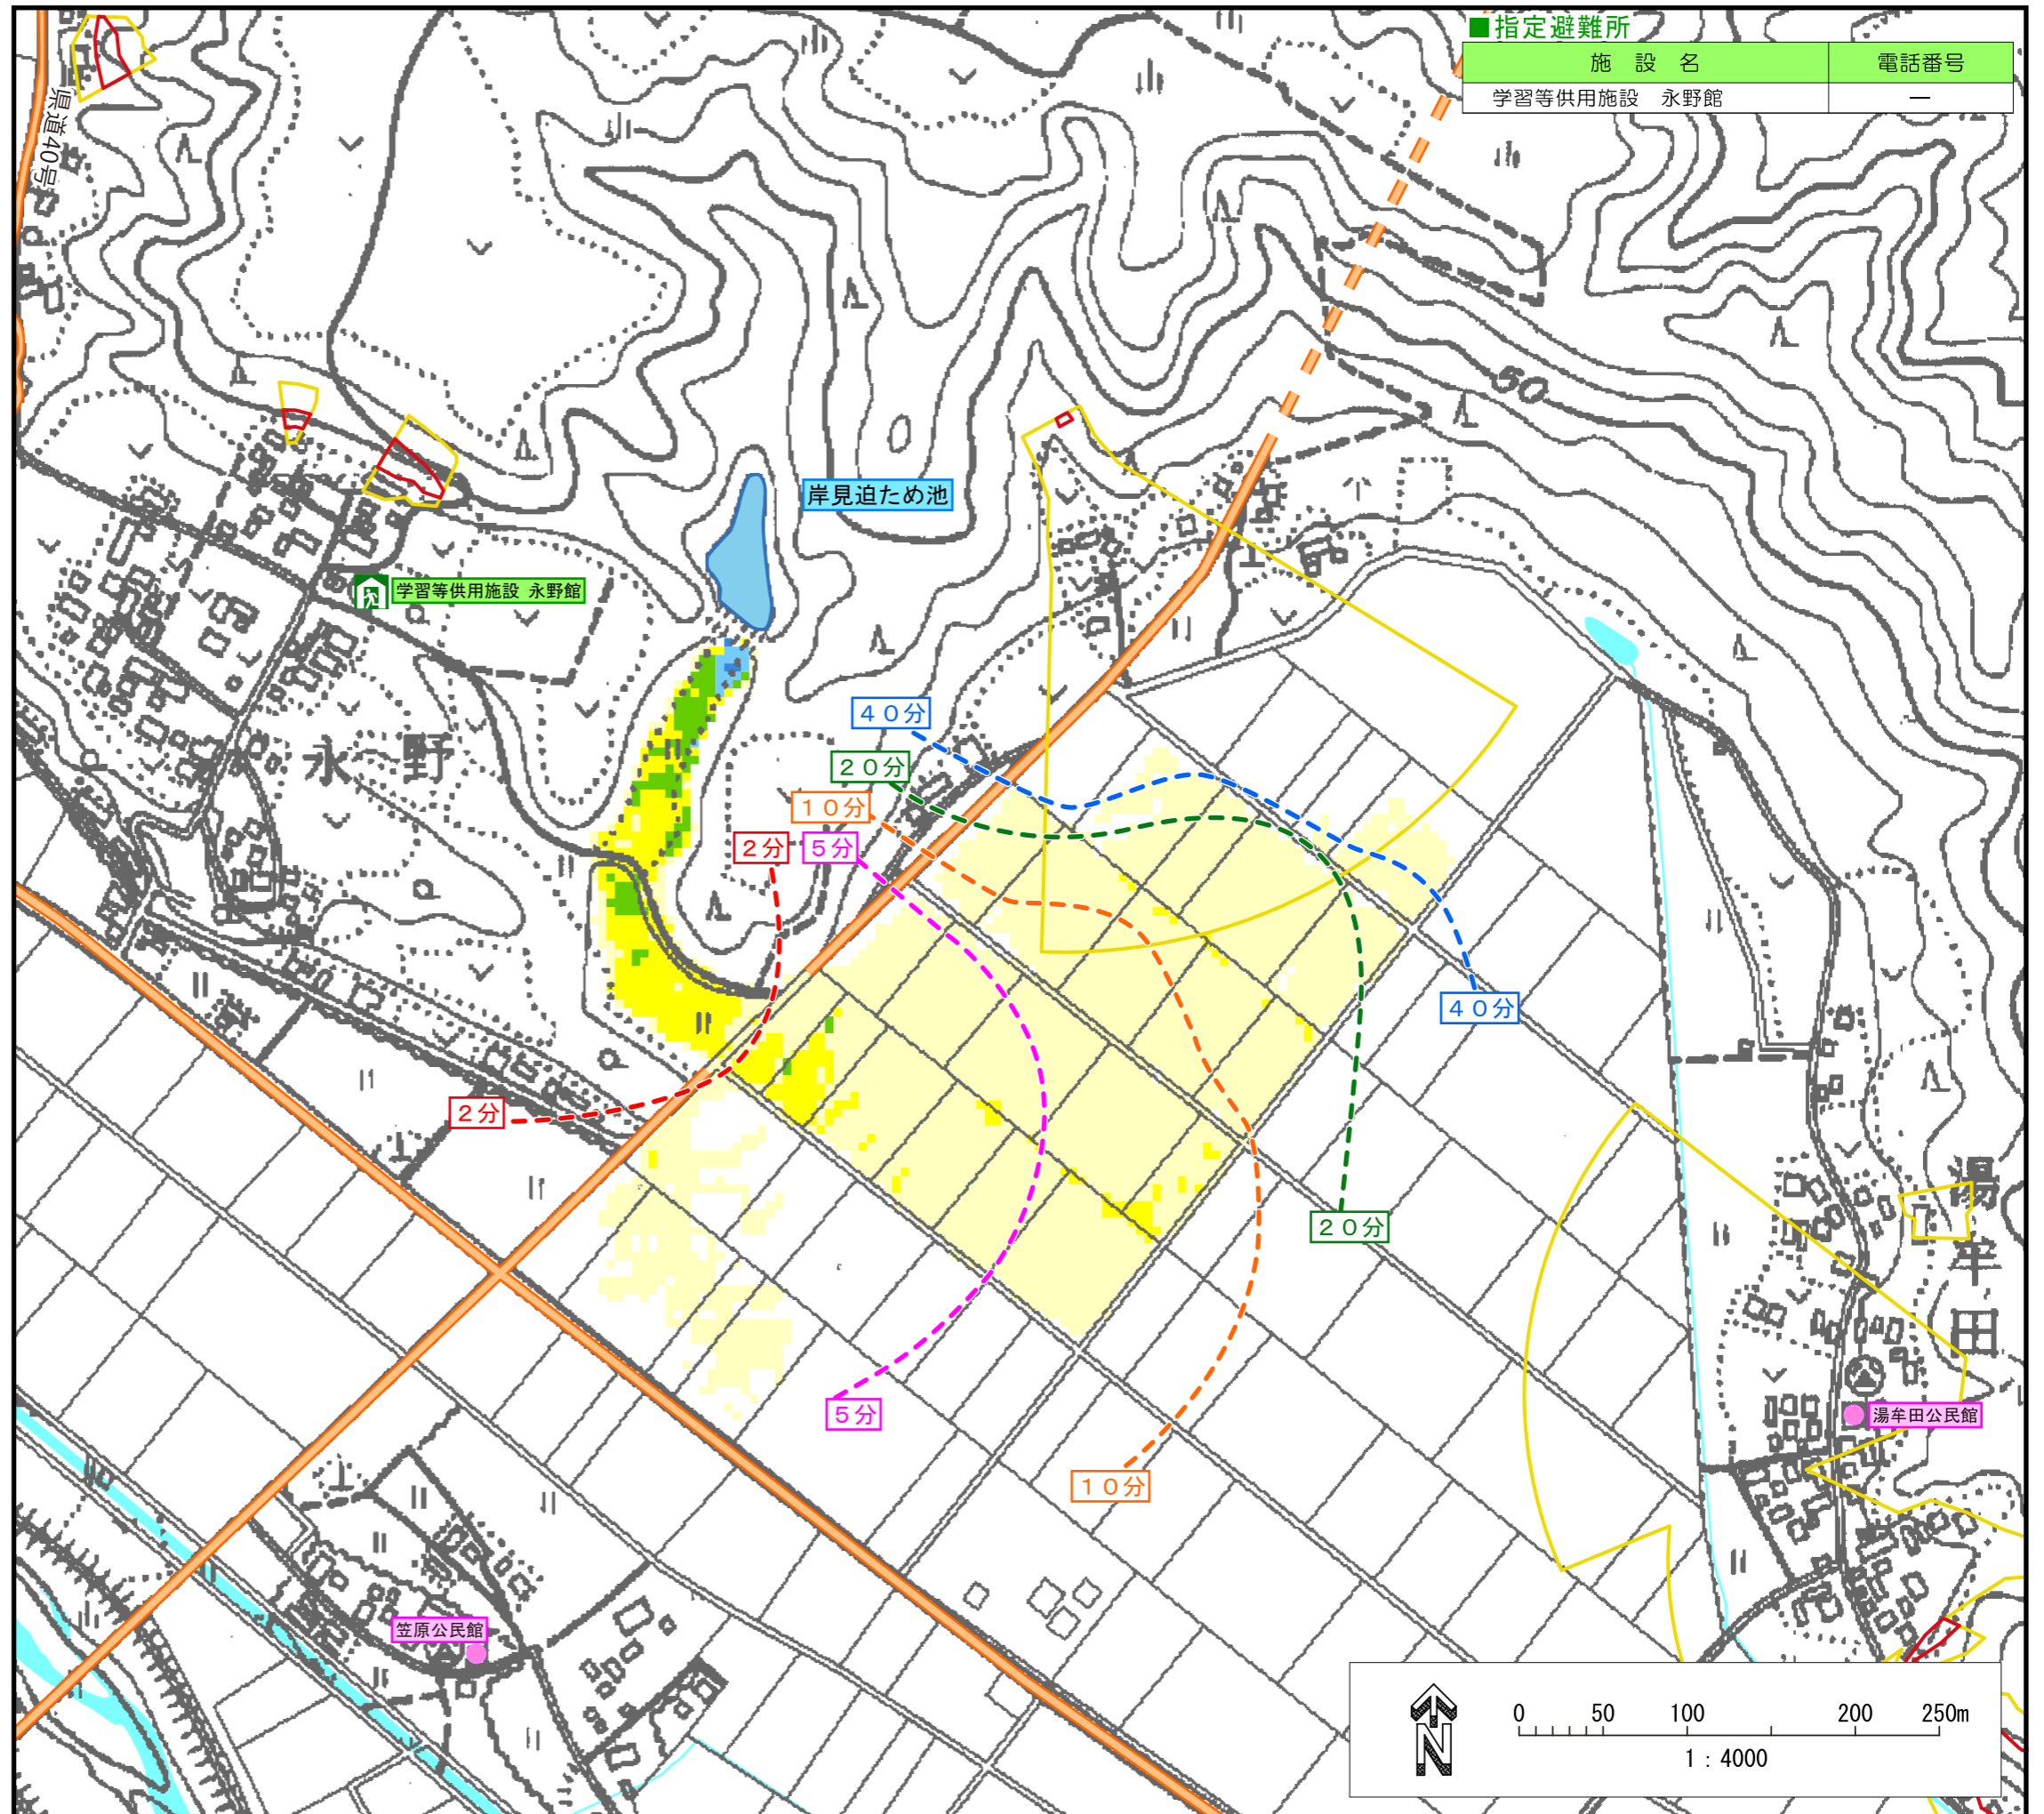 ■指定避難所
施 設 名 電話番号
学習等供用施設 永野館 —
県道40号
50
岸見迫ため池
学習等供用施設 永野館
永 野
40分
20分
10分
2分 5分
40分
2分
20分
湯牟田
5分
湯牟田公民館
10分
笠原公民館
N
0 50 100 200 250m
1：4000